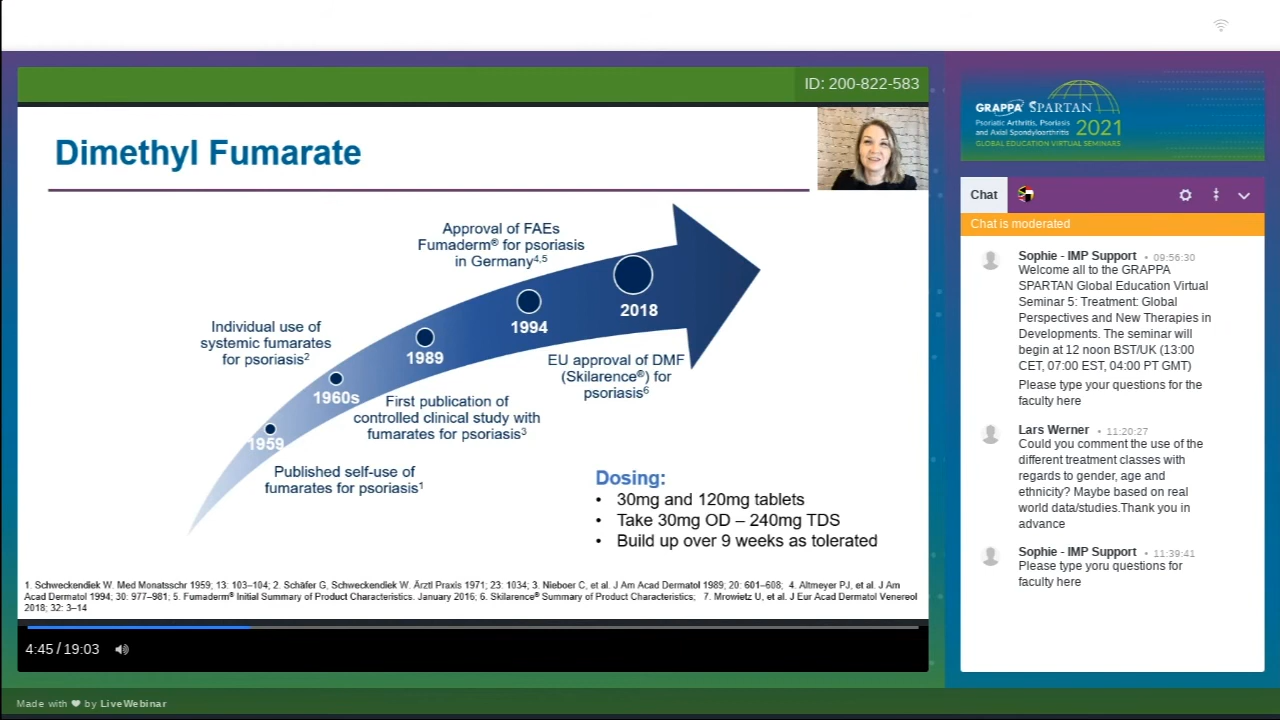 ID: 200-822-583
Dimethyl Fumarate
Approval of FAEs
Fumaderm® for psoriasis
in Germany4,5
2018
1994
Individual use of
systemic fumarates
for psoriasis2
1989
EU approval of DMF
(Skilarence®) for
psoriasis6
1960s
First publication of
controlled clinical study with
fumarates for psoriasis3
1959
Published self-use of
fumarates for psoriasis1
Dosing:
• 30mg and 120mg tablets
• Take 30mg OD – 240mg TDS
• Build up over 9 weeks as tolerated
1. Schweckendiek W. Med Monatsschr 1959; 13: 103–104; 2. Schäfer G, Schweckendiek W. Ärztl Praxis 1971; 23: 1034; 3. Nieboer C, et al. J Am Acad Dermatol 1989; 20: 601–608; 4. Altmeyer PJ, et al. J Am
Acad Dermatol 1994; 30: 977–981; 5. Fumaderm® Initial Summary of Product Characteristics. January 2016; 6. Skilarence® Summary of Product Characteristics; 7. Mrowietz U, et al. J Eur Acad Dermatol Venereol
2018; 32: 3–14
4:45 / 19:03
GRAPPA SPARTAN
Psoriatic Arthritis, Psoriasis
and Axial Spondyloarthritis 2021
GLOBAL EDUCATION VIRTUAL SEMINARS
Chat
Chat is moderated
Sophie - IMP Support • 09:56:30
Welcome all to the GRAPPA
SPARTAN Global Education Virtual
Seminar 5: Treatment: Global
Perspectives and New Therapies in
Developments. The seminar will
begin at 12 noon BST/UK (13:00
CET, 07:00 EST, 04:00 PT GMT)
Please type your questions for the
faculty here
Lars Werner • 11:20:27
Could you comment the use of the
different treatment classes with
regards to gender, age and
ethnicity? Maybe based on real
world data/studies.Thank you in
advance
Sophie - IMP Support • 11:39:41
Please type yoru questions for
faculty here
Made with ❤ by LiveWebinar